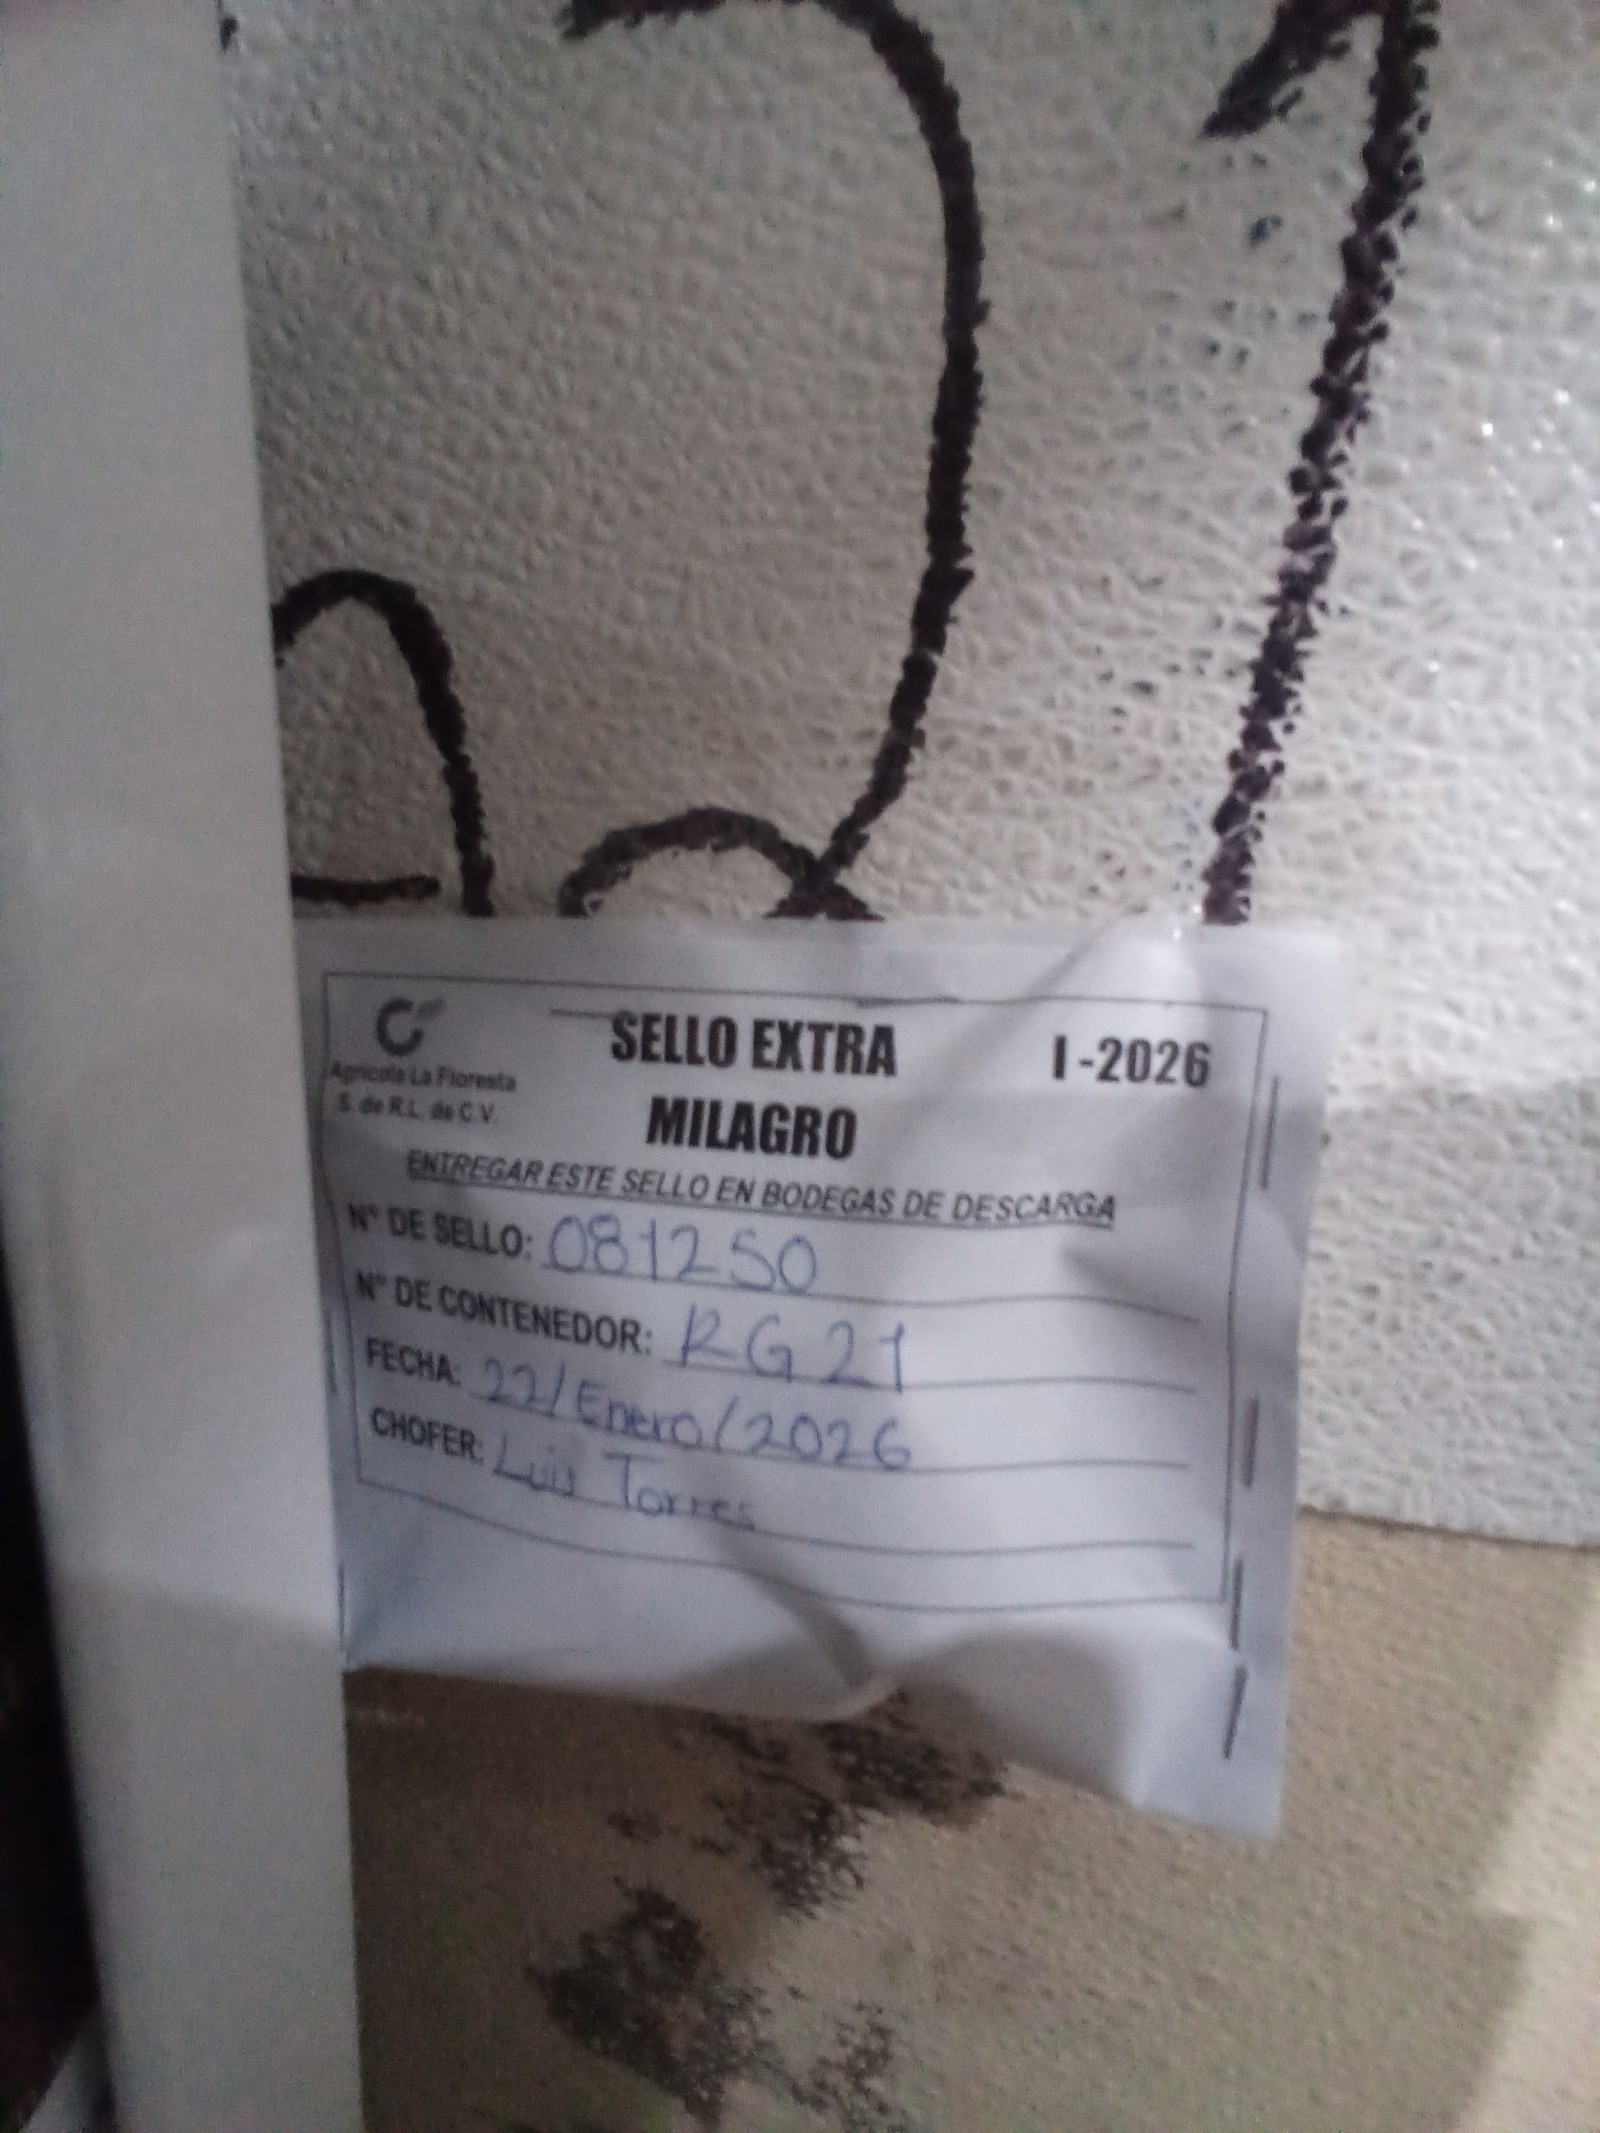 21
Agrícola La Floresta
S. de R.L. de C.V.
SELLO EXTRA
MILAGRO
I -2026
ENTREGAR ESTE SELLO EN BODEGAS DE DESCARGA
N° DE SELLO: 081250
N° DE CONTENEDOR: RG21
FECHA: 22/Enero/2026
CHOFER: Luis Torres